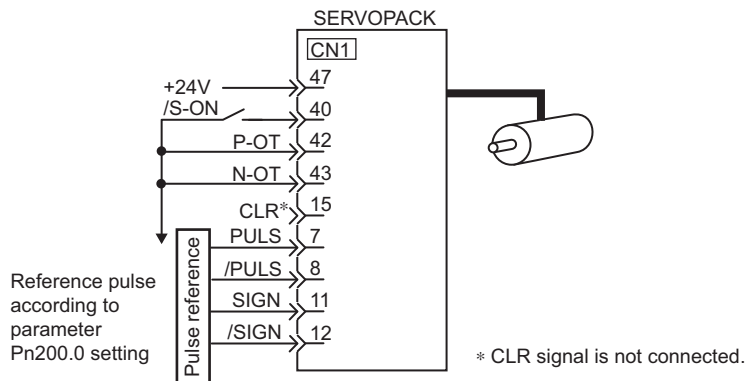 SERVOPACK
CN1
+24V 47
/S-ON 40
P-OT 42
N-OT 43
CLR* 15
PULS 7
/PULS 8
SIGN 11
/SIGN 12
Pulse reference
Reference pulse
according to
parameter
Pn200.0 setting
* CLR signal is not connected.